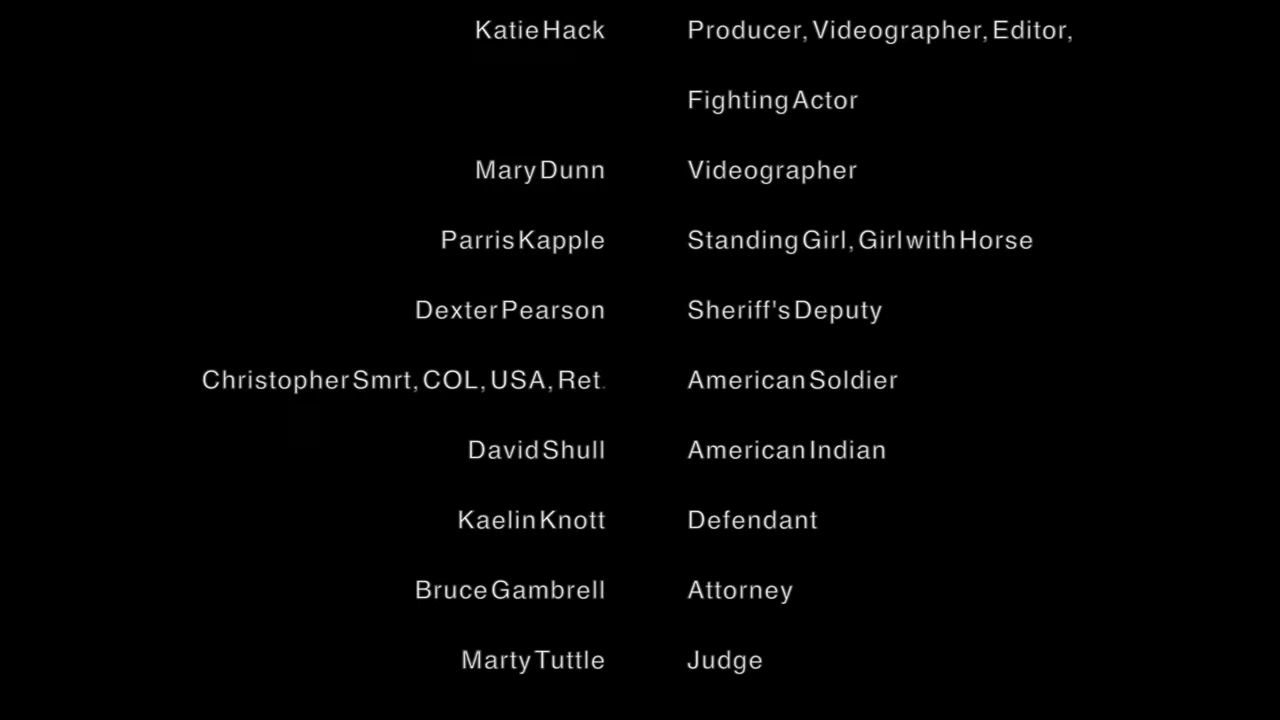 Katie Hack Producer, Videographer, Editor,
Fighting Actor
Mary Dunn Videographer
Parris Kapple Standing Girl, Girl with Horse
Dexter Pearson Sheriff's Deputy
Christopher Smrt, COL, USA, Ret. American Soldier
David Shull American Indian
Kaelin Knott Defendant
Bruce Gambrell Attorney
Marty Tuttle Judge